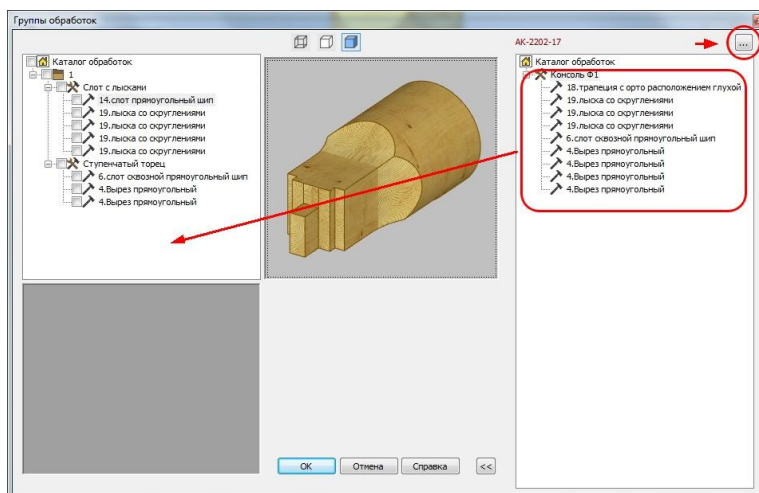 Группы обработок
АК-2202-17
...
Каталог обработок
1
Слот с лысками
14.слот прямоугольный шип
19.лыска со скруглениями
19.лыска со скруглениями
19.лыска со скруглениями
19.лыска со скруглениями
Ступенчатый торец
6.слот сквозной прямоугольный шип
4.Вырез прямоугольный
4.Вырез прямоугольный
Каталог обработок
Консоль Ф1
18.трапеция с орто расположением глухой
19.лыска со скруглениями
19.лыска со скруглениями
19.лыска со скруглениями
6.слот сквозной прямоугольный шип
4.Вырез прямоугольный
4.Вырез прямоугольный
4.Вырез прямоугольный
4.Вырез прямоугольный
ОК
Отмена
Справка
<<